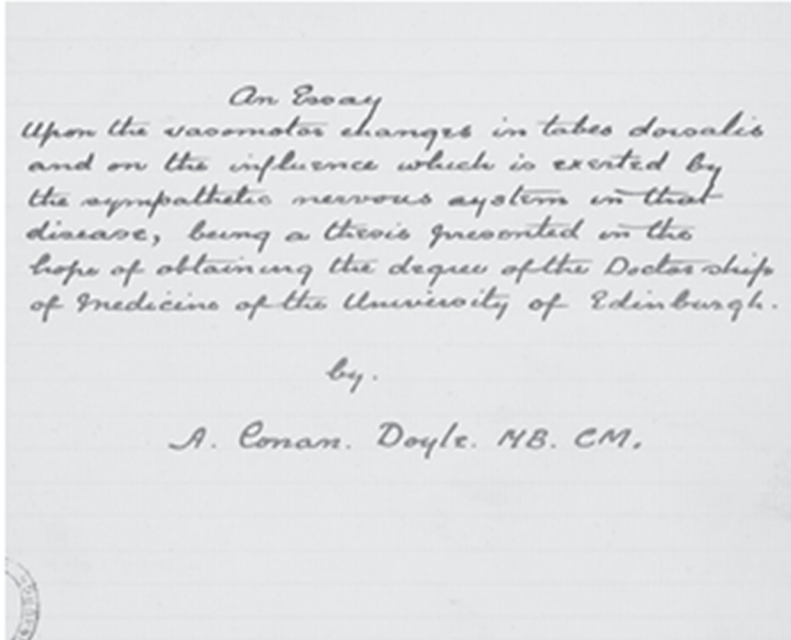 An Essay
Upon the vasomotor changes in tabes dorsalis
and on the influence which is exerted by
the sympathetic nervous system in that
disease, being a thesis presented in the
hope of obtaining the degree of the Doctorship
of Medicine of the University of Edinburgh.
by.
A. Conan. Doyle. MB. CM.